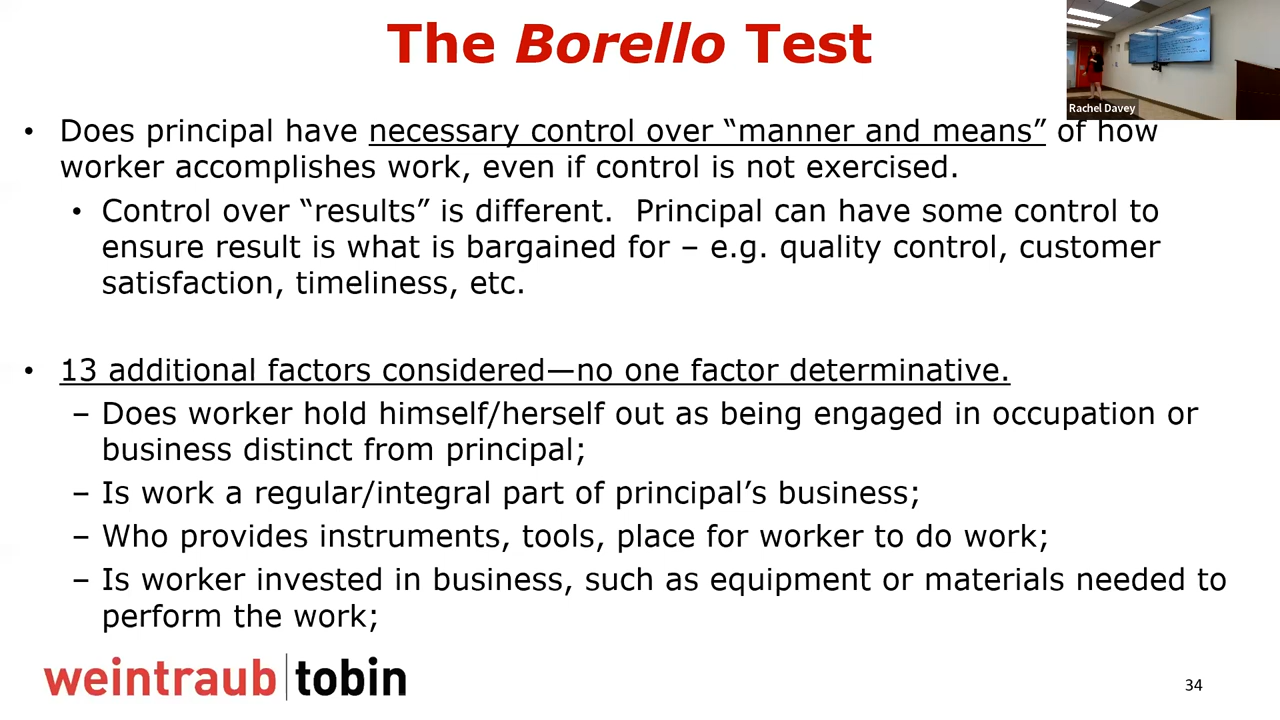 The Borello Test
Rachel Davey
• Does principal have necessary control over “manner and means” of how
worker accomplishes work, even if control is not exercised.
• Control over “results” is different.  Principal can have some control to
ensure result is what is bargained for – e.g. quality control, customer
satisfaction, timeliness, etc.
• 13 additional factors considered—no one factor determinative.
– Does worker hold himself/herself out as being engaged in occupation or
business distinct from principal;
– Is work a regular/integral part of principal’s business;
– Who provides instruments, tools, place for worker to do work;
– Is worker invested in business, such as equipment or materials needed to
perform the work;
weintraub tobin
34